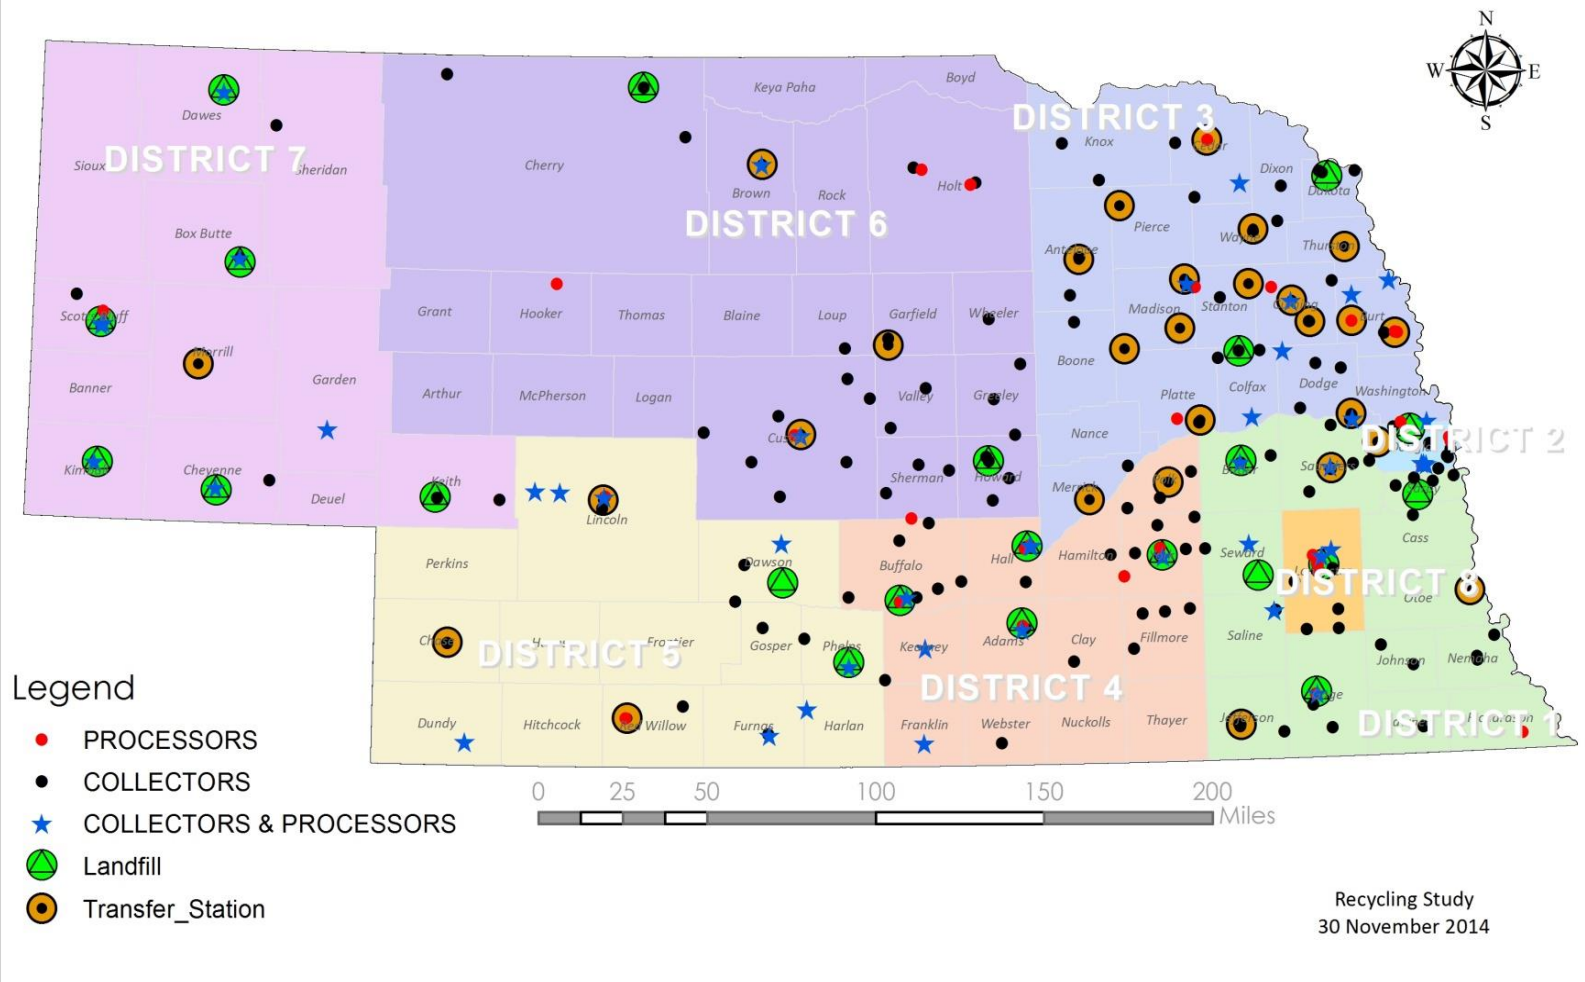 N
W E
S
DISTRICT 7
DISTRICT 6
DISTRICT 3
DISTRICT 2
DISTRICT 8
DISTRICT 5
DISTRICT 4
DISTRICT 1
Dawes
Sioux
Sheridan
Box Butte
Morrill
Banner
Garden
Cheyenne
Deuel
Keith
Cherry
Keya Paha
Boyd
Brown
Rock
Holt
Grant
Hooker
Thomas
Blaine
Loup
Garfield
Wheeler
Arthur
McPherson
Logan
Valley
Greeley
Sherman
Howard
Knox
Dixon
Dakota
Pierce
Antelope
Thurston
Madison
Stanton
Boone
Platte
Colfax
Dodge
Washington
Nance
Merrick
Lincoln
Perkins
Dawson
Chase
Frontier
Gosper
Phelps
Dundy
Hitchcock
Willow
Furnas
Harlan
Buffalo
Hall
Hamilton
Kearney
Adams
Clay
Fillmore
Franklin
Webster
Nuckolls
Thayer
Seward
Saline
Jefferson
Cass
Otoe
Johnson
Nemaha
Legend
PROCESSORS
COLLECTORS
COLLECTORS & PROCESSORS
Landfill
Transfer_Station
0 25 50 100 150 200
Miles
Recycling Study
30 November 2014